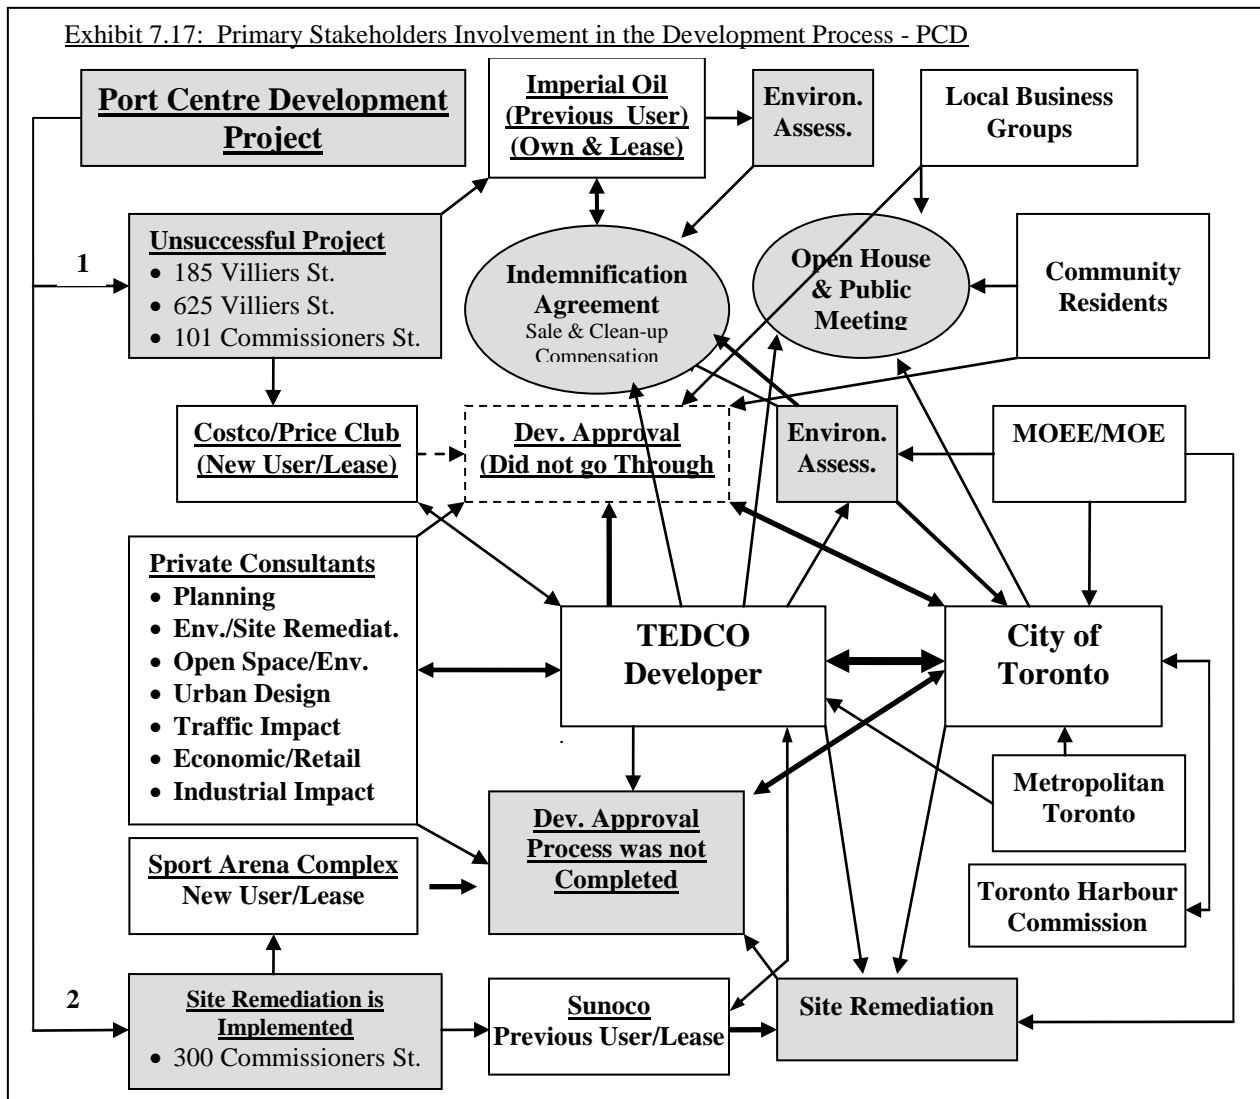 Exhibit 7.17: Primary Stakeholders Involvement in the Development Process - PCD
Port Centre Development
Project
Imperial Oil
(Previous User)
(Own & Lease)
Environ.
Assess.
Local Business
Groups
1
Unsuccessful Project
• 185 Villiers St.
• 625 Villiers St.
• 101 Commissioners St.
Indemnification
Agreement
Sale & Clean-up
Compensation
Open House
& Public
Meeting
Community
Residents
Costco/Price Club
(New User/Lease)
Dev. Approval
(Did not go Through
Environ.
Assess.
MOEE/MOE
Private Consultants
• Planning
• Env./Site Remediat.
• Open Space/Env.
• Urban Design
• Traffic Impact
• Economic/Retail
• Industrial Impact
TEDCO
Developer
City of
Toronto
Metropolitan
Toronto
Dev. Approval
Process was not
Completed
Sport Arena Complex
New User/Lease
Toronto Harbour
Commission
2
Site Remediation is
Implemented
• 300 Commissioners St.
Sunoco
Previous User/Lease
Site Remediation